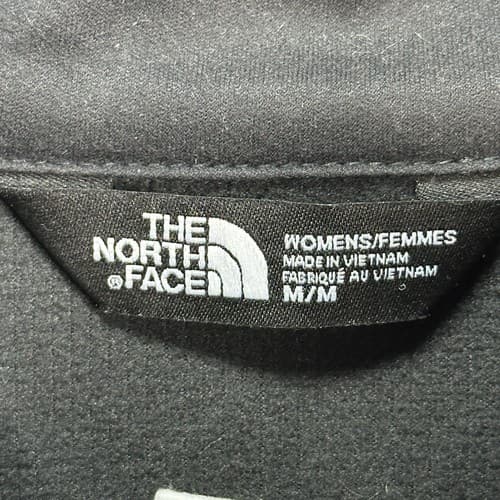 THE
NORTH
®FACE
WOMENS/FEMMES
MADE IN VIETNAM
FABRIQUÉ AU VIETNAM
M/M